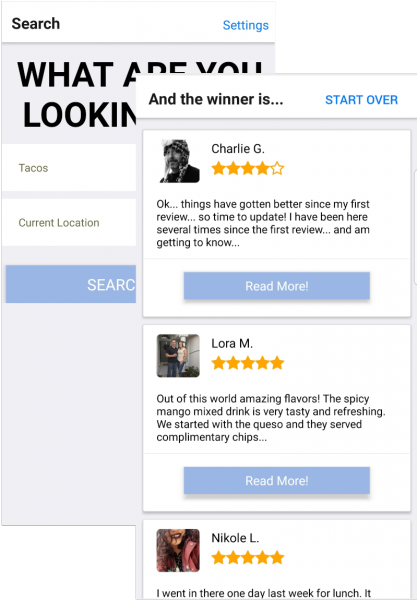 Search
Settings
WHAT ARE YOU
LOOKIN
Tacos
Current Location
SEARC
And the winner is...
START OVER
Charlie G.
Ok... things have gotten better since my first
review... so time to update! I have been here
several times since the first review... and am
getting to know...
Read More!
Lora M.
Out of this world amazing flavors! The spicy
mango mixed drink is very tasty and refreshing.
We started with the queso and they served
complimentary chips...
Read More!
Nikole L.
I went in there one day last week for lunch. It